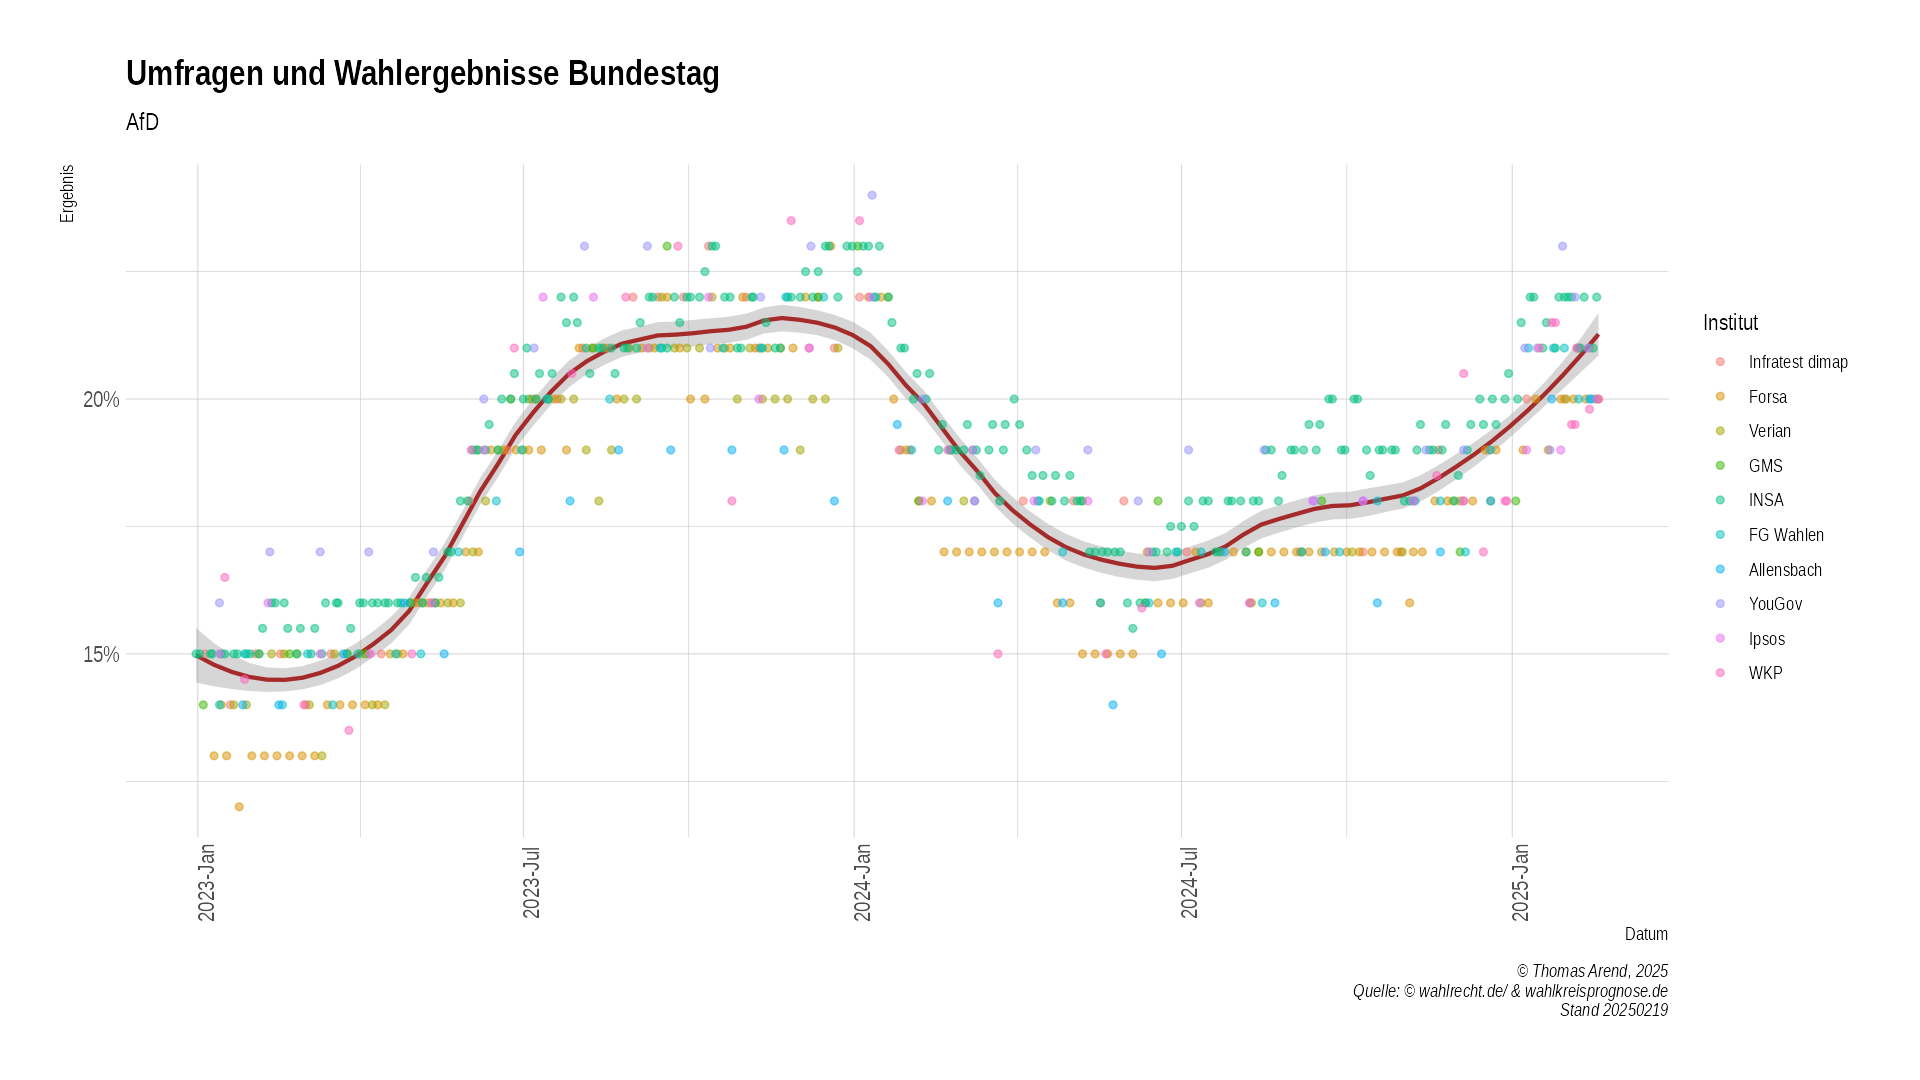 Umfragen und Wahlergebnisse Bundestag
AfD
Ergebnis
20%
15%
2023-Jan
2023-Jul
2024-Jan
2024-Jul
2025-Jan
Datum
Institut
Infratest dimap
Forsa
Verian
GMS
INSA
FG Wahlen
Allensbach
YouGov
Ipsos
WKP
© Thomas Arend, 2025
Quelle: © wahlrecht.de/ & wahlkreisprognose.de
Stand 20250219